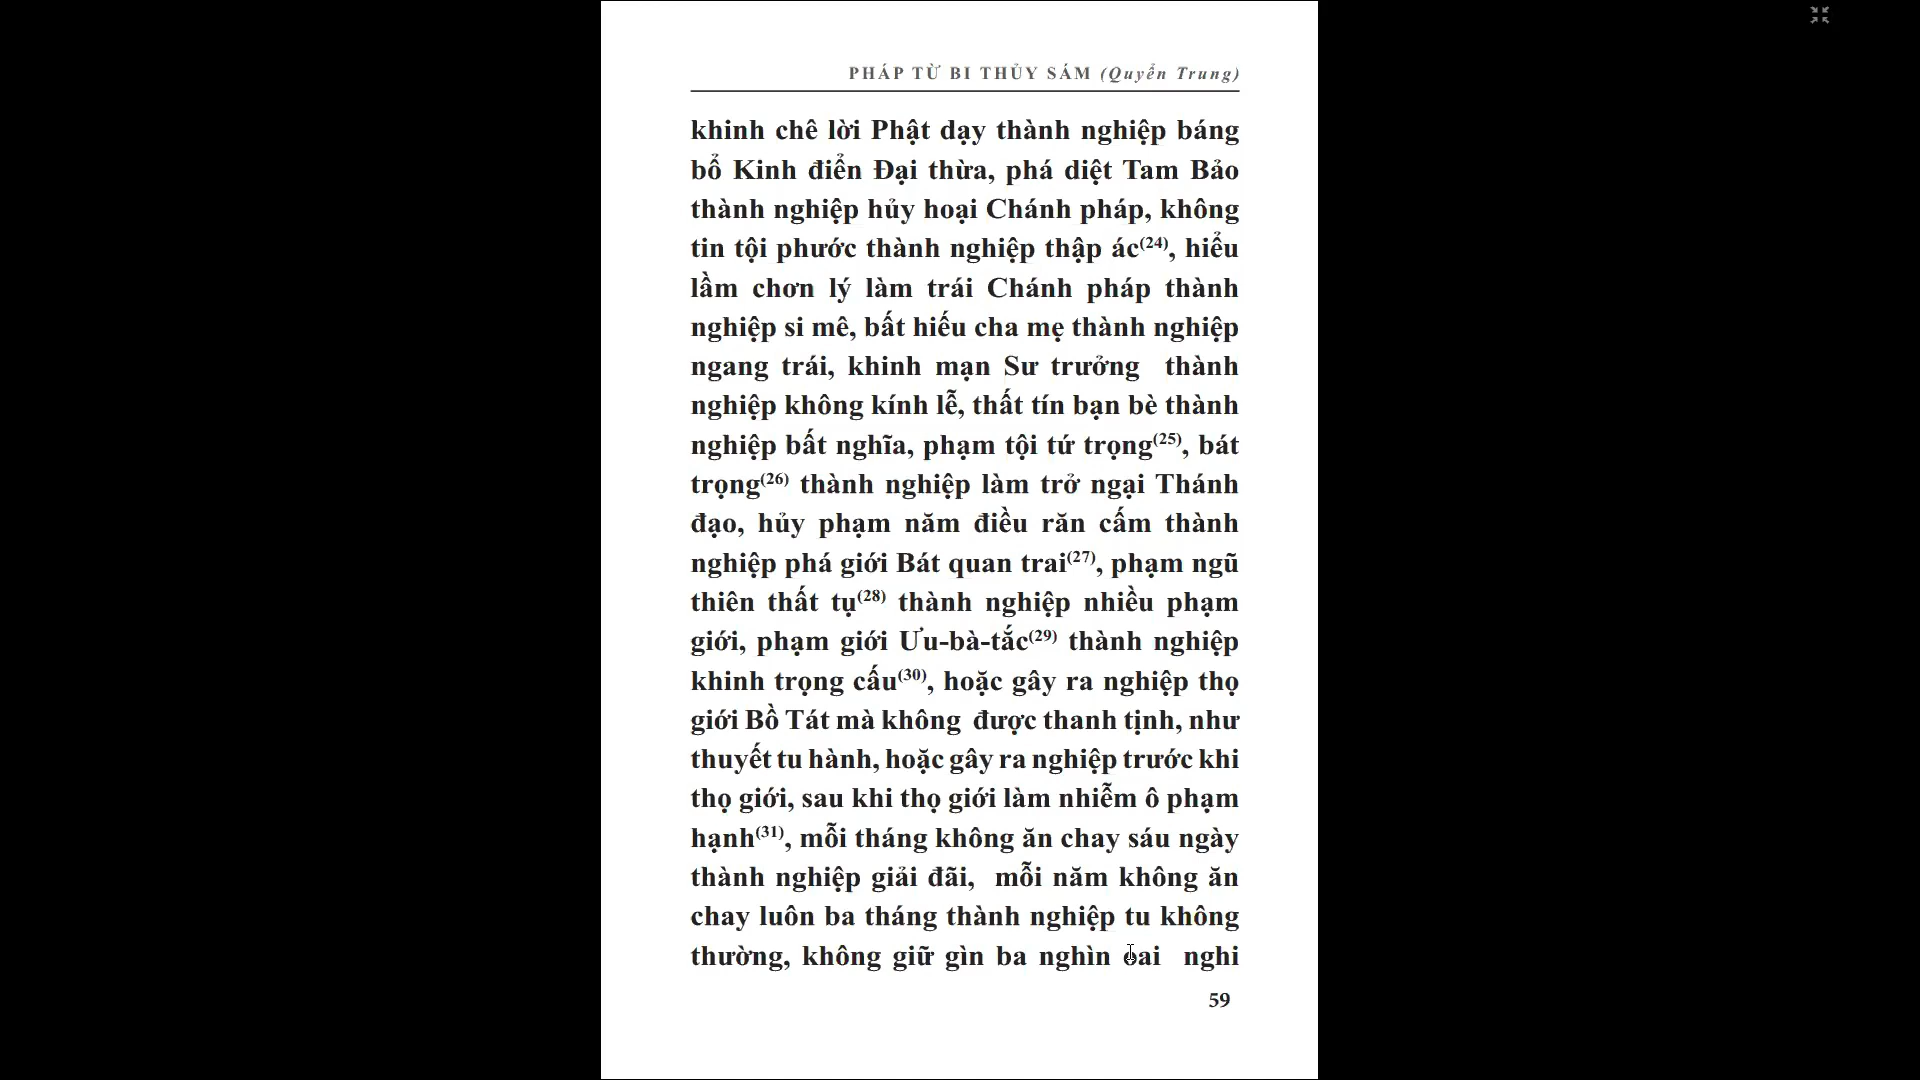 PHÁP TỪ BI THỦY SÁM (Quyển Trung)
khinh chê lời Phật dạy thành nghiệp báng
bổ Kinh điển Đại thừa, phá diệt Tam Bảo
thành nghiệp hủy hoại Chánh pháp, không
tin tội phước thành nghiệp thập ác(24), hiểu
lầm chơn lý làm trái Chánh pháp thành
nghiệp si mê, bất hiếu cha mẹ thành nghiệp
ngang trái, khinh mạn Sư trưởng thành
nghiệp không kính lễ, thất tín bạn bè thành
nghiệp bất nghĩa, phạm tội tứ trọng(25), bát
trọng(26) thành nghiệp làm trở ngại Thánh
đạo, hủy phạm năm điều răn cấm thành
nghiệp phá giới Bát quan trai(27), phạm ngũ
thiên thất tụ(28) thành nghiệp nhiều phạm
giới, phạm giới Ưu-bà-tắc(29) thành nghiệp
khinh trọng cấu(30), hoặc gây ra nghiệp thọ
giới Bồ Tát mà không được thanh tịnh, như
thuyết tu hành, hoặc gây ra nghiệp trước khi
thọ giới, sau khi thọ giới làm nhiễm ô phạm
hạnh(31), mỗi tháng không ăn chay sáu ngày
thành nghiệp giải đãi, mỗi năm không ăn
chay luôn ba tháng thành nghiệp tu không
thường, không giữ gìn ba nghìn oai nghi
59